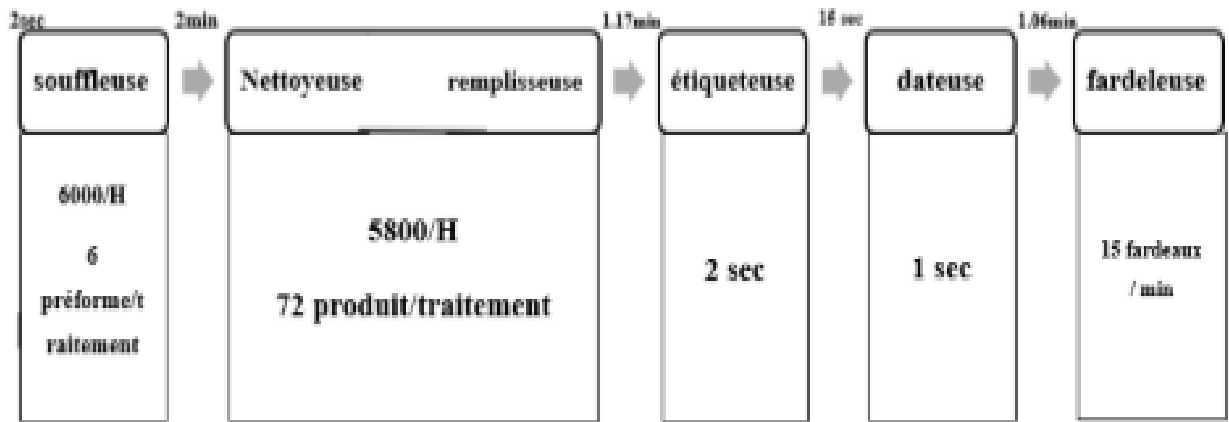 2sec 2min 1.17min 15 sec 1.06min
souffleuse Nettoyeuse remplisseuse étiqueteuse dateuse fardeleuse
6000/H
6
préforme/t
raitement
5800/H
72 produit/traitement
2 sec
1 sec
15 fardeaux
/ min